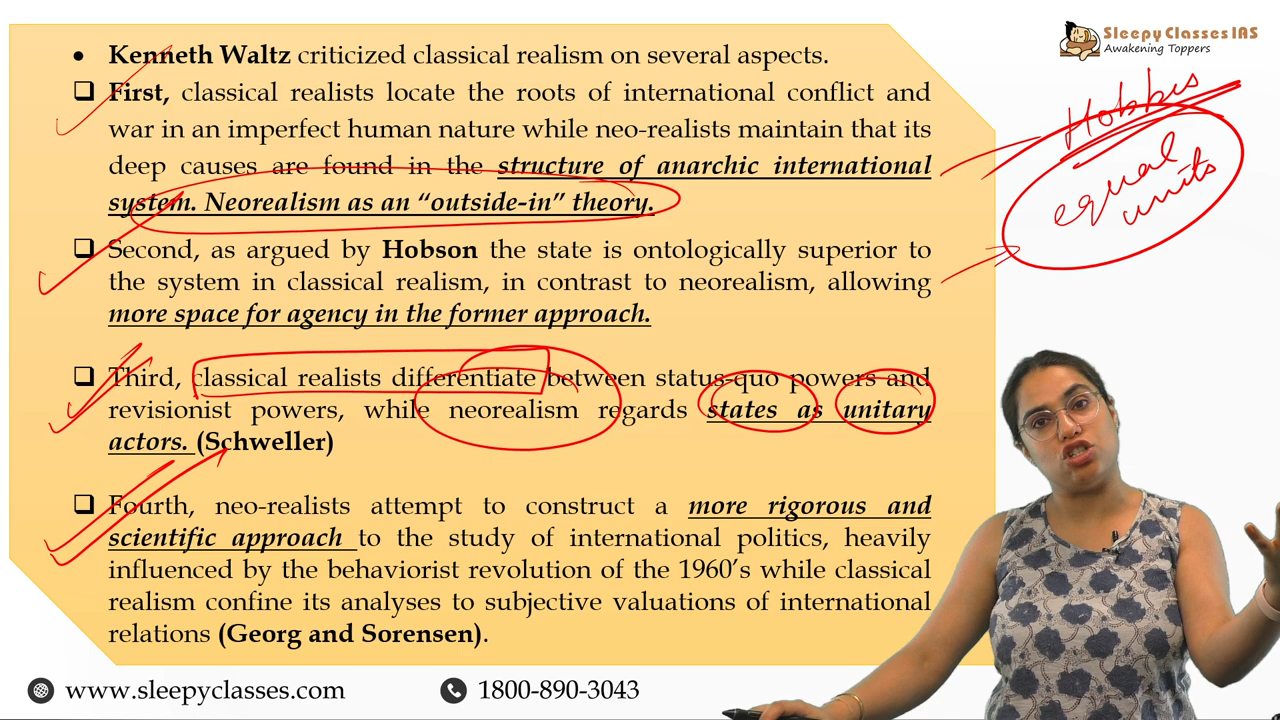 Sleepy Classes IAS
Awakening Toppers
• Kenneth Waltz criticized classical realism on several aspects.
❑ First, classical realists locate the roots of international conflict and
war in an imperfect human nature while neo-realists maintain that its
deep causes are found in the structure of anarchic international
system. Neorealism as an “outside-in” theory.
Hobbes
equal
units
❑ Second, as argued by Hobson the state is ontologically superior to
the system in classical realism, in contrast to neorealism, allowing
more space for agency in the former approach.
❑ Third, classical realists differentiate between status-quo powers and
revisionist powers, while neorealism regards states as unitary
actors. (Schweller)
❑ Fourth, neo-realists attempt to construct a more rigorous and
scientific approach to the study of international politics, heavily
influenced by the behaviorist revolution of the 1960’s while classical
realism confine its analyses to subjective valuations of international
relations (Georg and Sorensen).
www.sleepyclasses.com
1800-890-3043